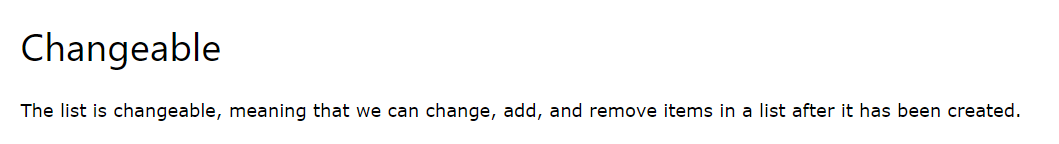 Changeable
The list is changeable, meaning that we can change, add, and remove items in a list after it has been created.